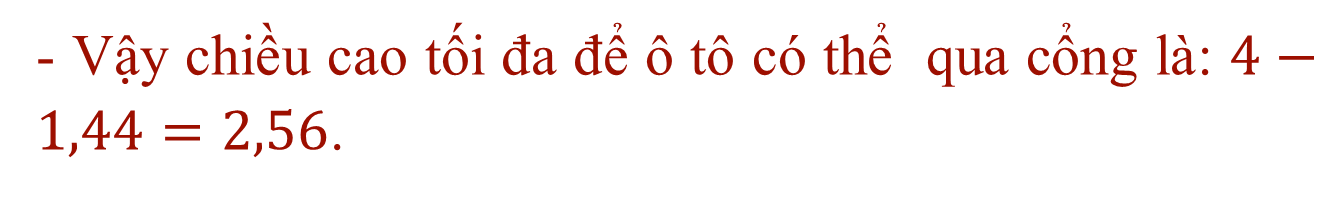 - Vậy chiều cao tối đa để ô tô có thể  qua cổng là: 4 −
1,44 = 2,56.